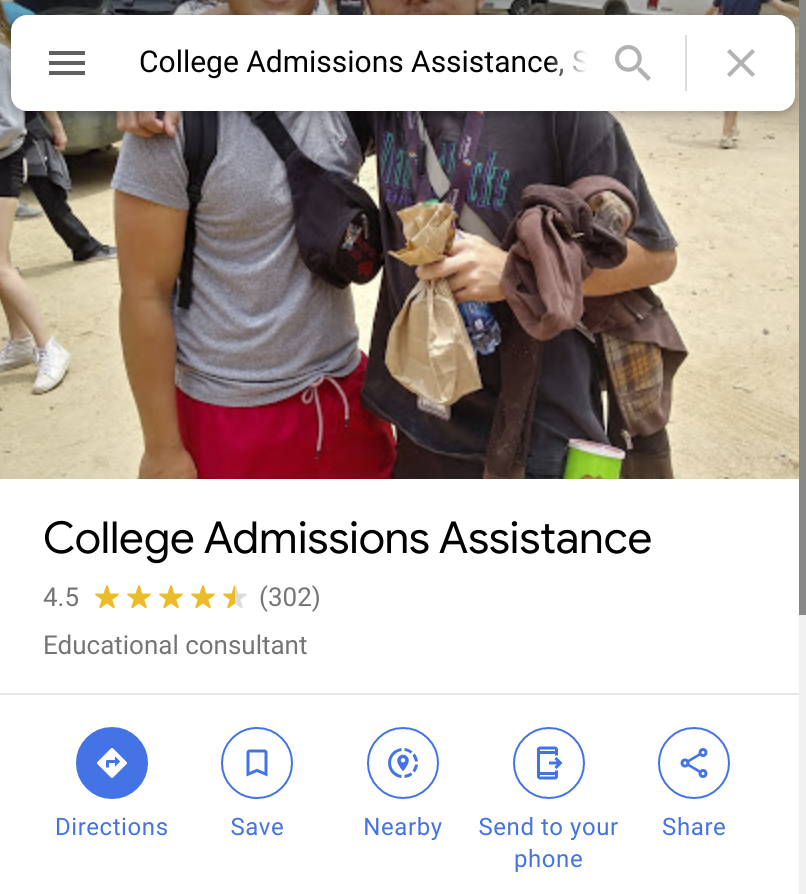 College Admissions Assistance, S
College Admissions Assistance
4.5 (302)
Educational consultant
Directions
Save
Nearby
Send to your
phone
Share